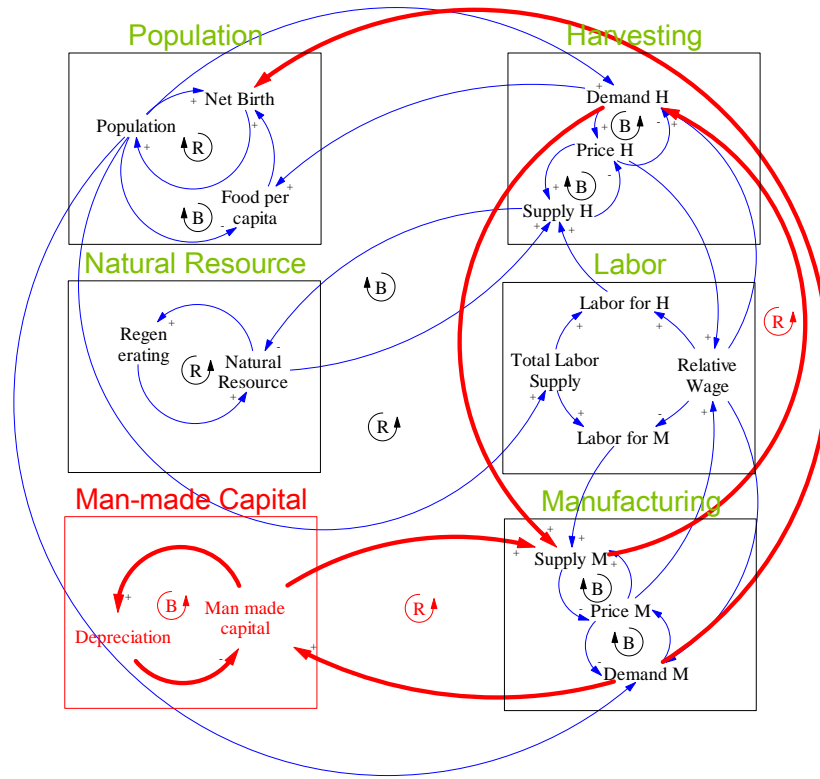 Population
Net Birth
Population
R
B
Food per
capita
Harvesting
Demand H
B
Price H
B
Supply H
Natural Resource
Regen
erating
R
Natural
Resource
B
R
Labor
Labor for H
Total Labor
Supply
Relative
Wage
Labor for M
R
Man-made Capital
B
Man made
capital
Depreciation
R
Manufacturing
Supply M
B
Price M
B
Demand M
+
+
+
+
-
+
+
+
-
+
+
-
+
+
+
-
+
+
+
+
+
-
+
+
+
-
+
+
+
+
-
-
+
-
+